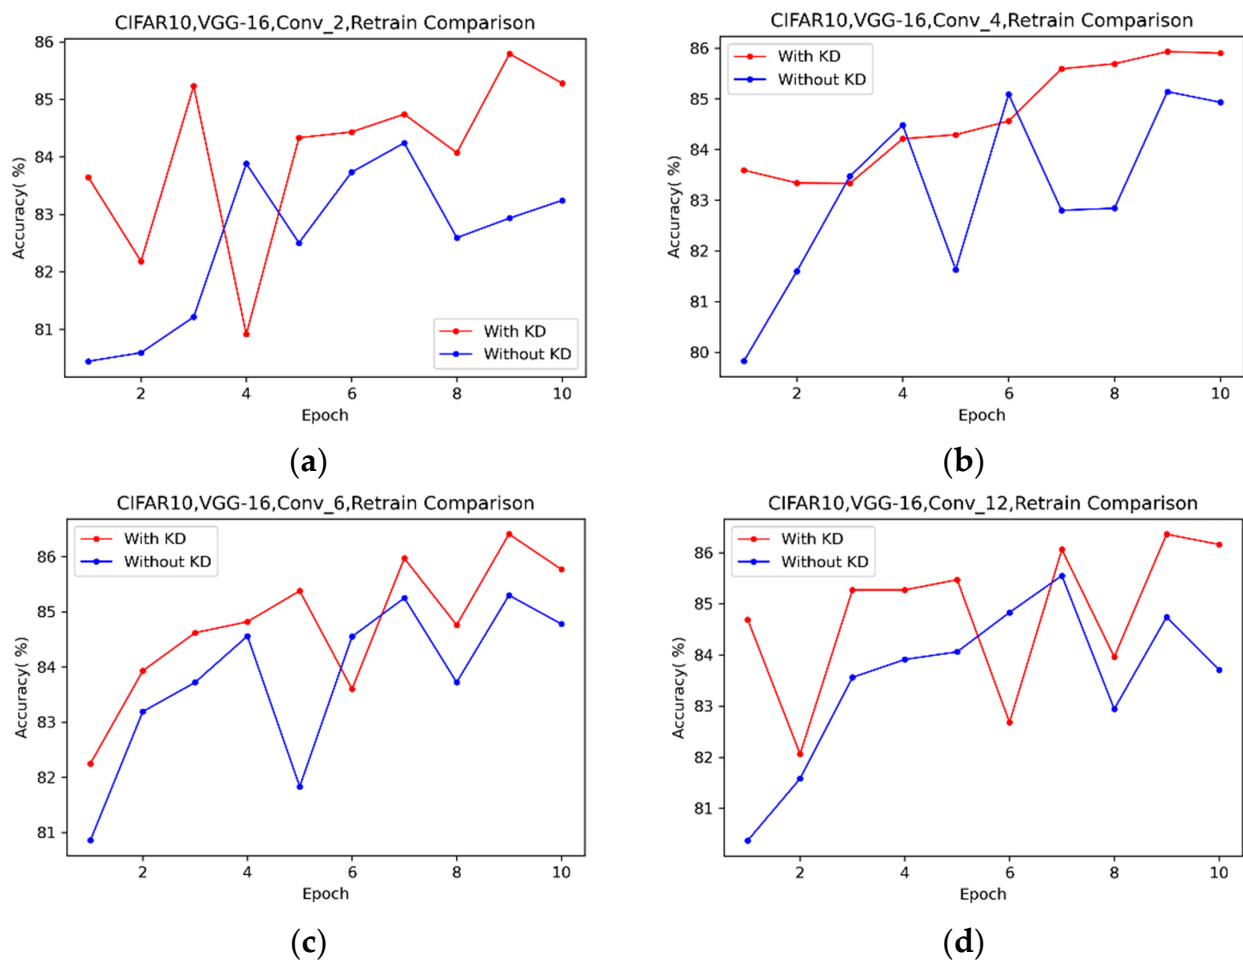 CIFAR10,VGG-16,Conv_2,Retrain Comparison
86
85
84
83
82
81
Accuracy( %)
With KD
Without KD
2 4 6 8 10
Epoch
(a)
CIFAR10,VGG-16,Conv_4,Retrain Comparison
86
85
84
83
82
81
80
Accuracy( %)
With KD
Without KD
2 4 6 8 10
Epoch
(b)
CIFAR10,VGG-16,Conv_6,Retrain Comparison
86
85
84
83
82
81
Accuracy( %)
With KD
Without KD
2 4 6 8 10
Epoch
(c)
CIFAR10,VGG-16,Conv_12,Retrain Comparison
86
85
84
83
82
81
Accuracy( %)
With KD
Without KD
2 4 6 8 10
Epoch
(d)